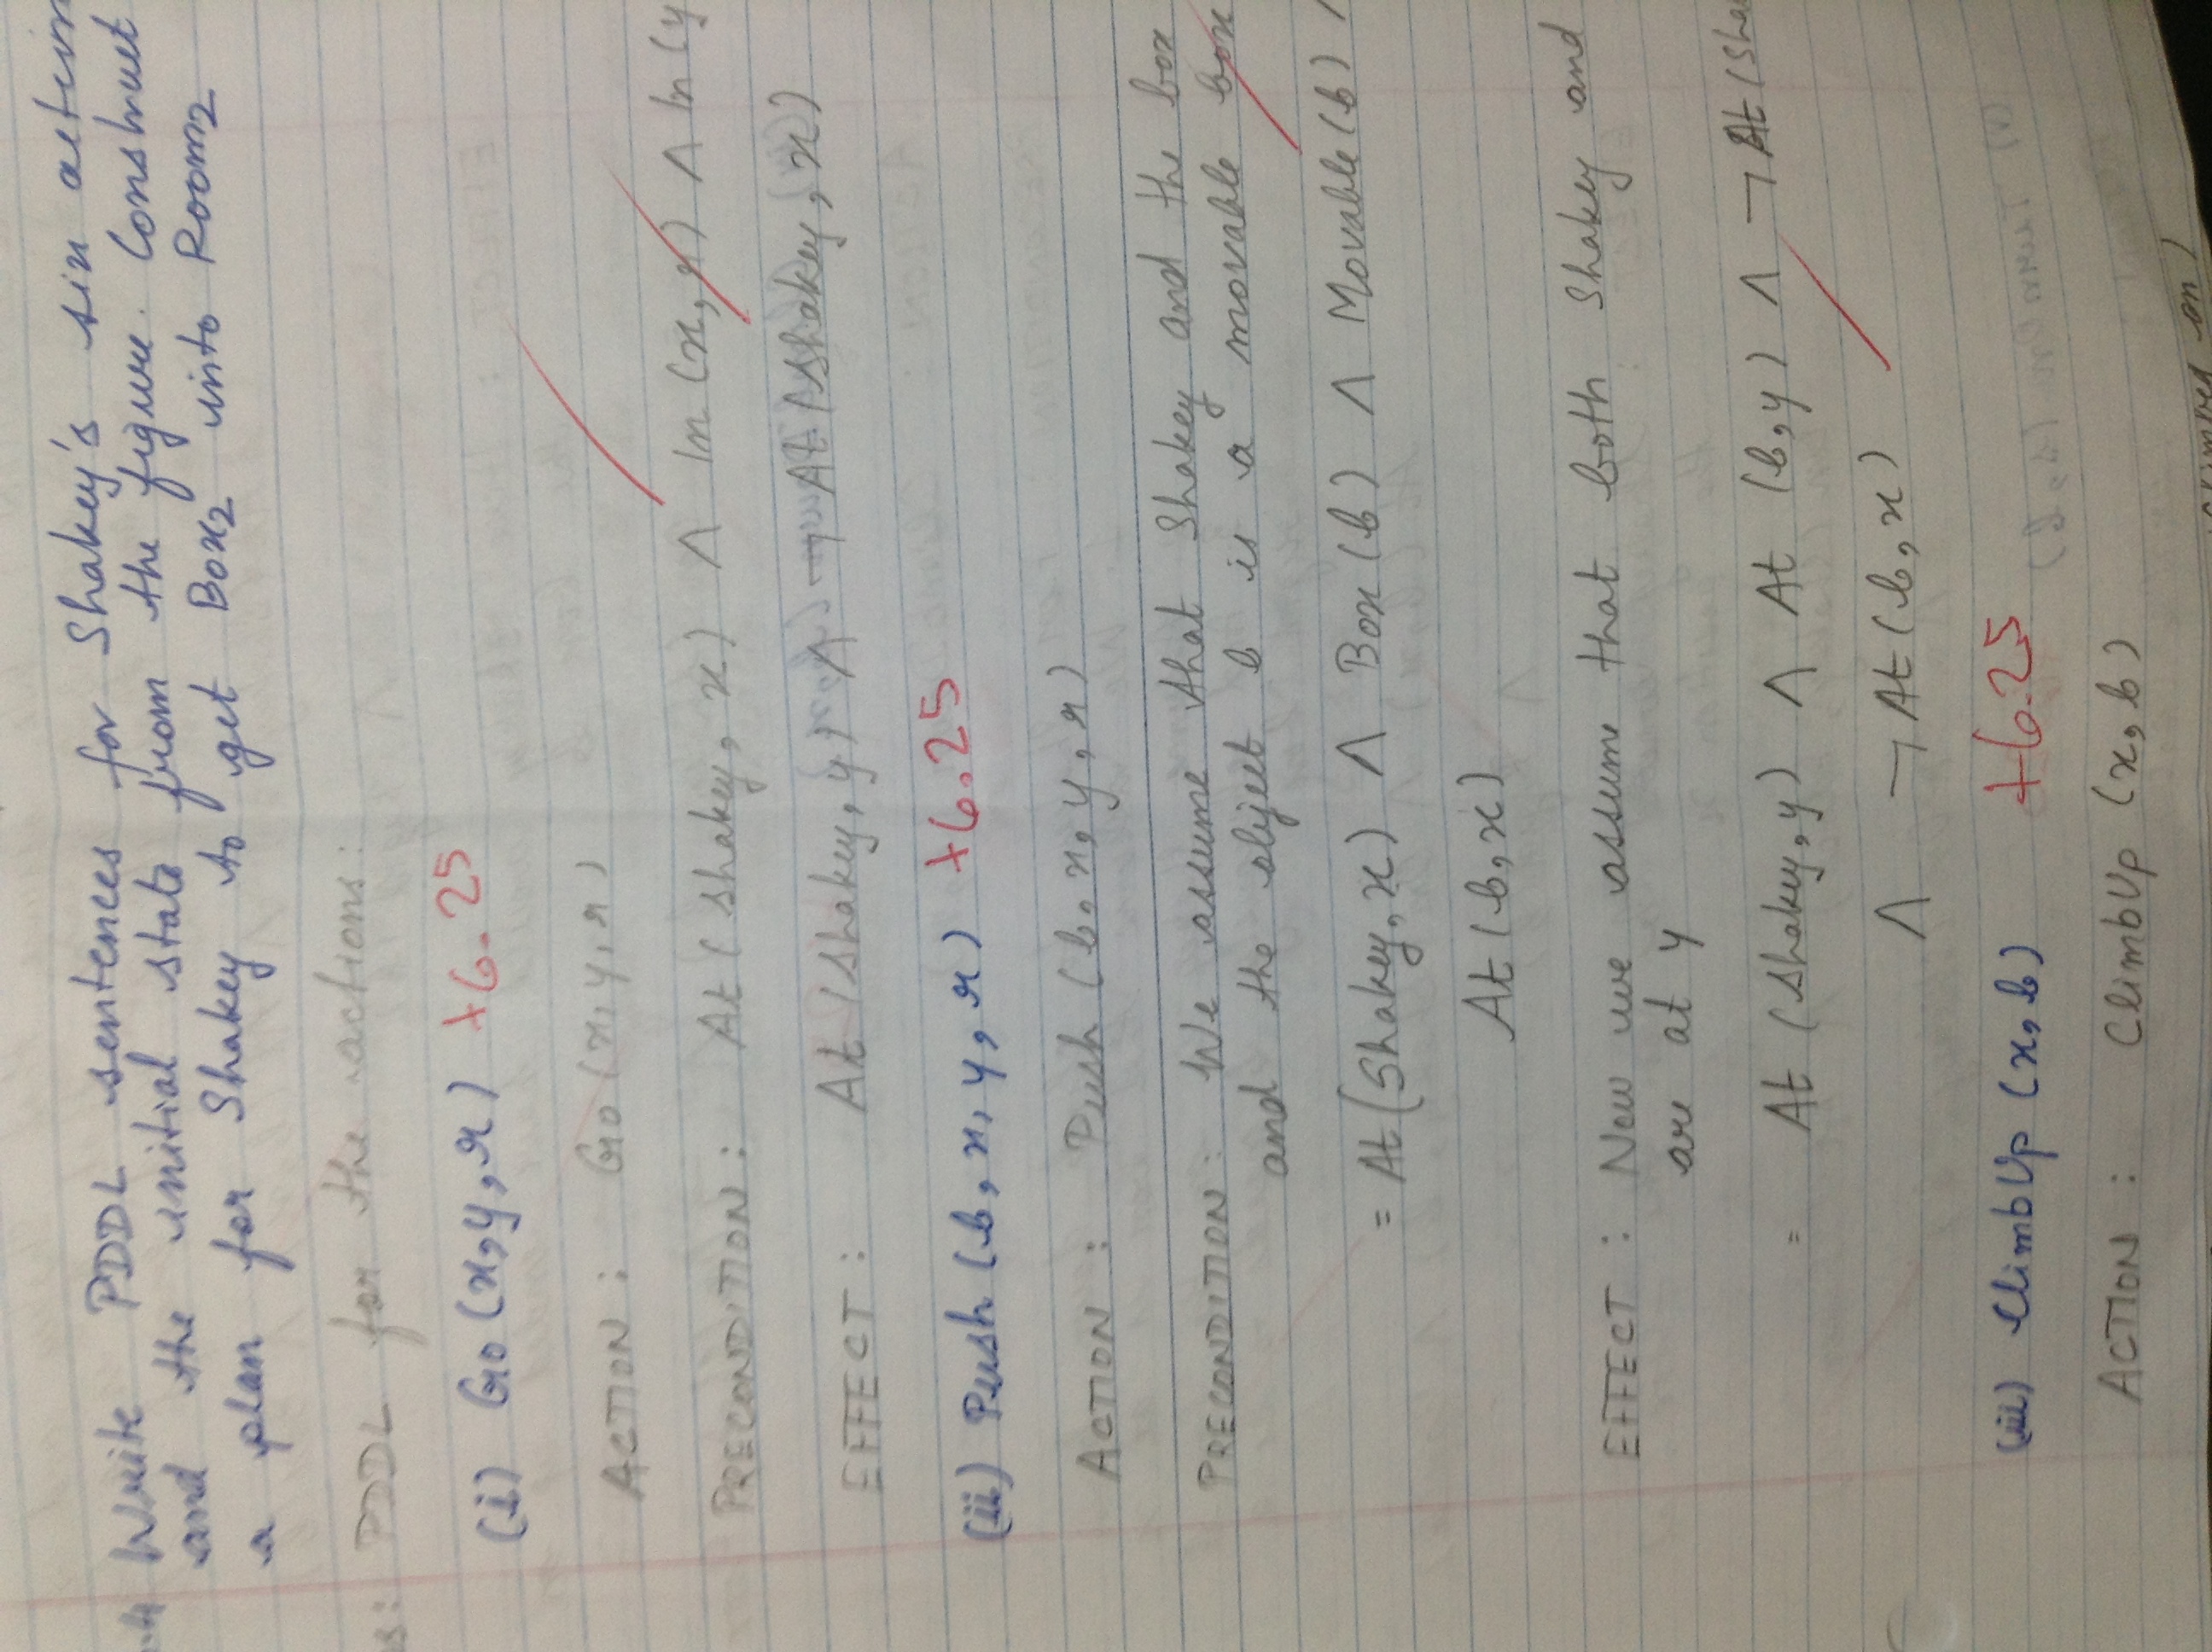 Write PDDL sentences for Shakey's six action
and the initial state from the figure. Construct
a plan for Shakey to get Box2 into Room2
PDDL for the actions:
(i) Go (x, y, r) +6.25
ACTION: Go (x, y, r)
PRECONDITION: At (Shakey, x) ∧ In (x, r) ∧ In (y
EFFECT: At (Shakey, y) ∧ ¬ At (Shakey, x)
(ii) Push (b, x, y, r) +6.25
ACTION: Push (b, x, y, r)
PRECONDITION: We assume that Shakey and the box
and the object b is a movable box
= At (Shakey, x) ∧ Box (b) ∧ Movable (b) ∧
At (b, x)
EFFECT: Now we assume that both Shakey and
are at y
= At (Shakey, y) ∧ At (b, y) ∧ ¬ At (Sha
∧ ¬ At (b, x)
(iii) ClimbUp (x, b) +6.25
ACTION: ClimbUp (x, b)